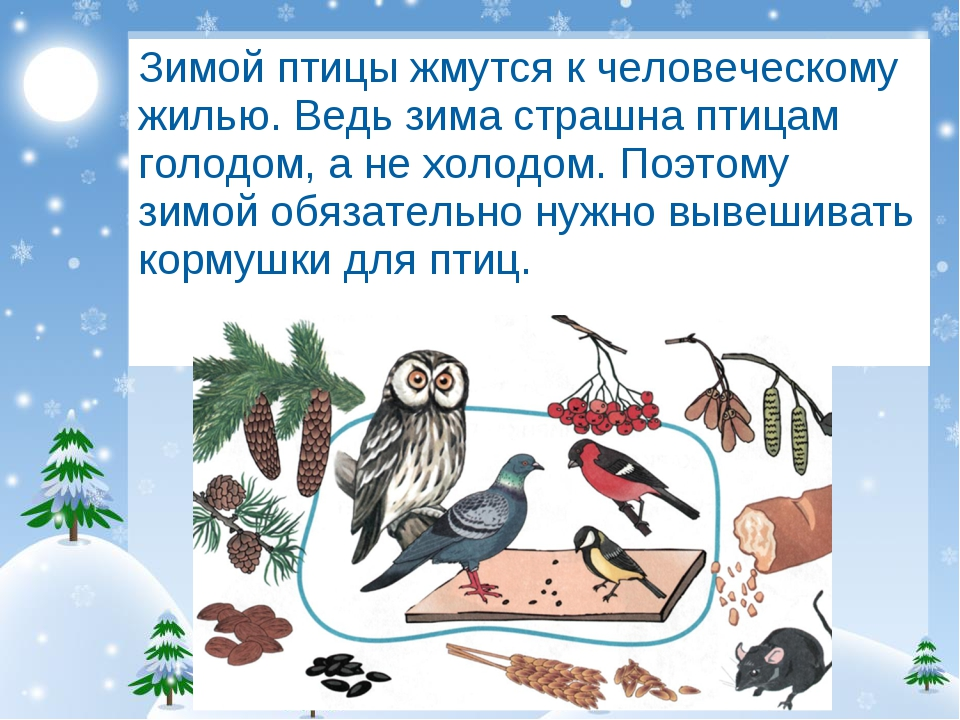 Зимой птицы жмутся к человеческому
жилью. Ведь зима страшна птицам
голодом, а не холодом. Поэтому
зимой обязательно нужно вывешивать
кормушки для птиц.